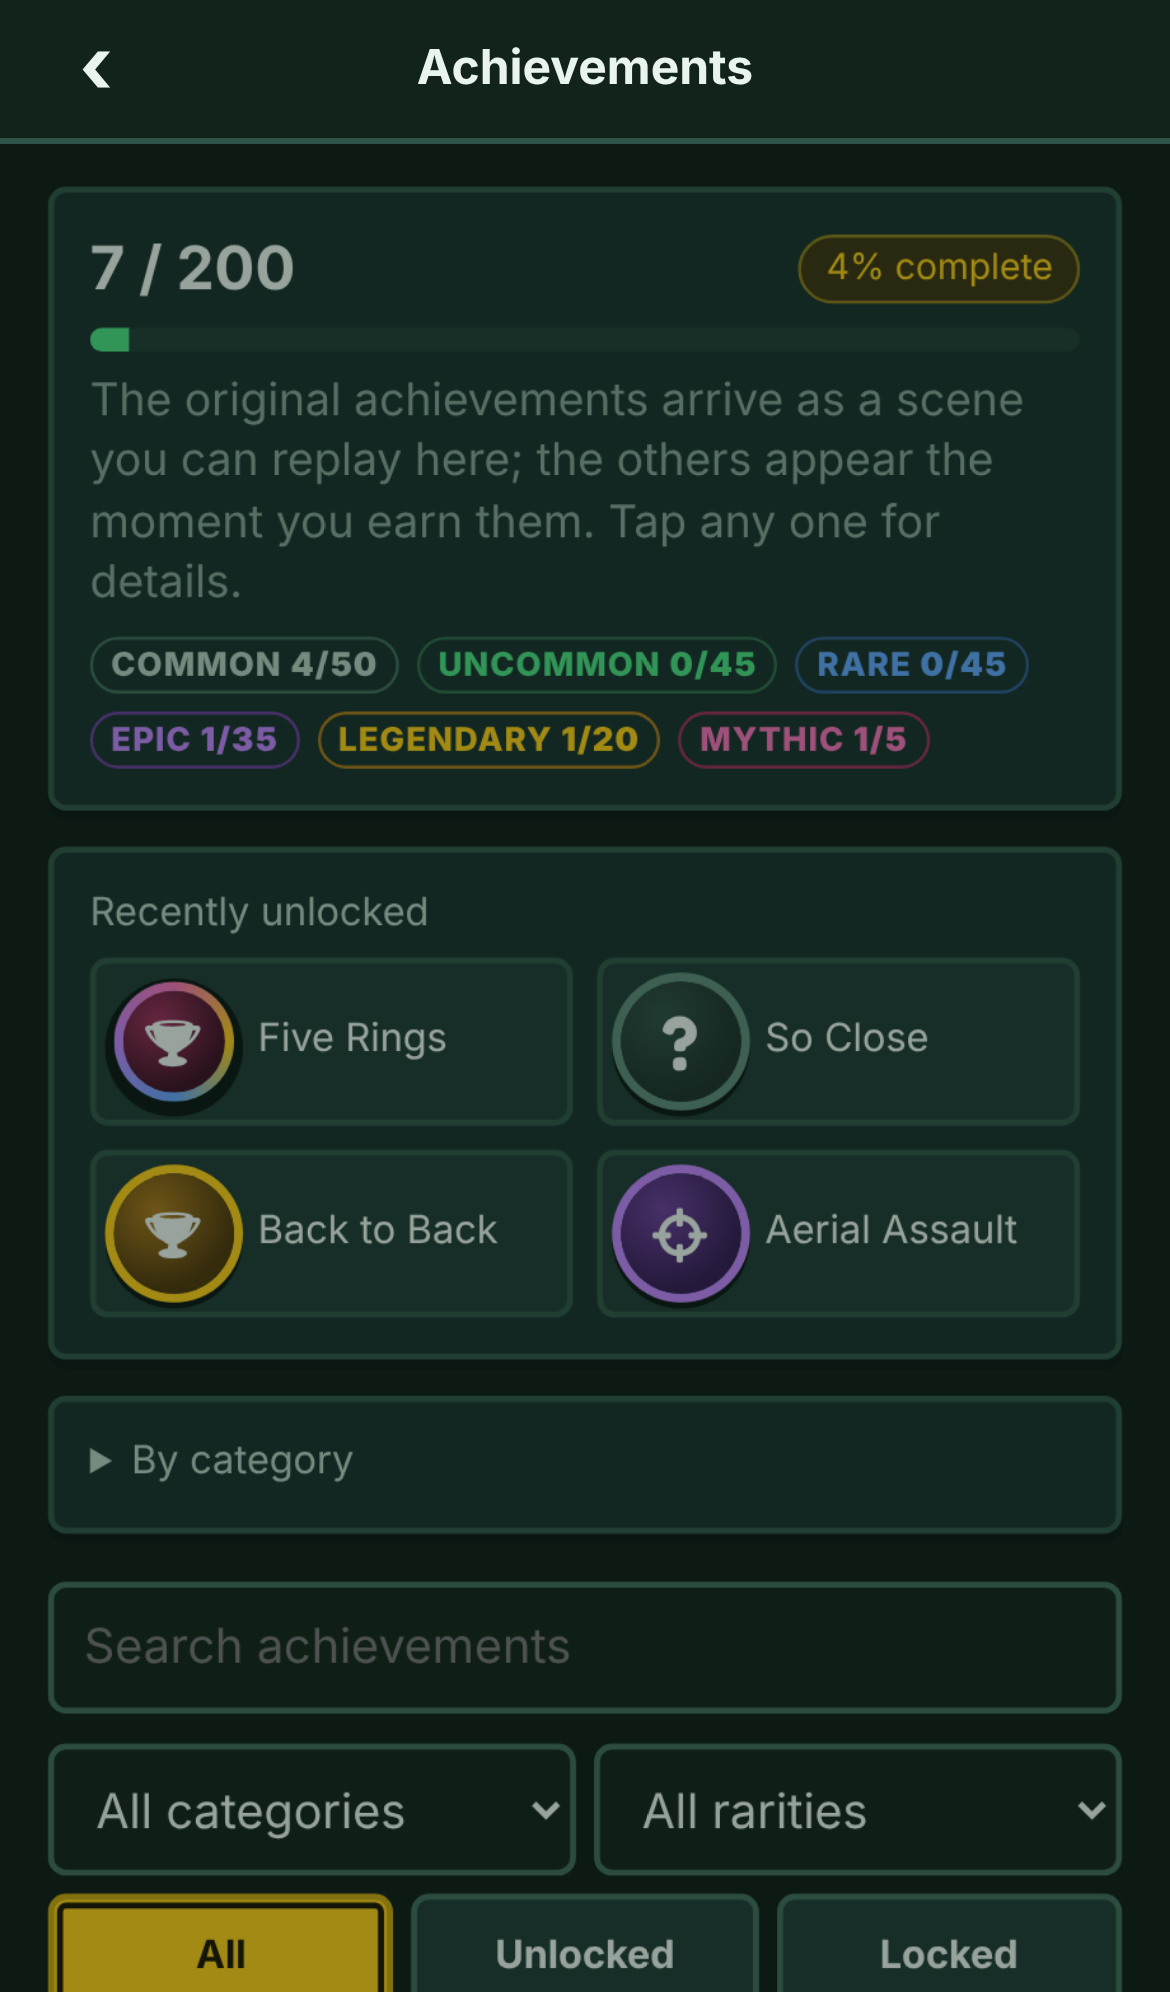 Achievements
7 / 200
4% complete
The original achievements arrive as a scene
you can replay here; the others appear the
moment you earn them. Tap any one for
details.
COMMON 4/50
UNCOMMON 0/45
RARE 0/45
EPIC 1/35
LEGENDARY 1/20
MYTHIC 1/5
Recently unlocked
Five Rings
?
So Close
Back to Back
Aerial Assault
By category
Search achievements
All categories
All rarities
All
Unlocked
Locked